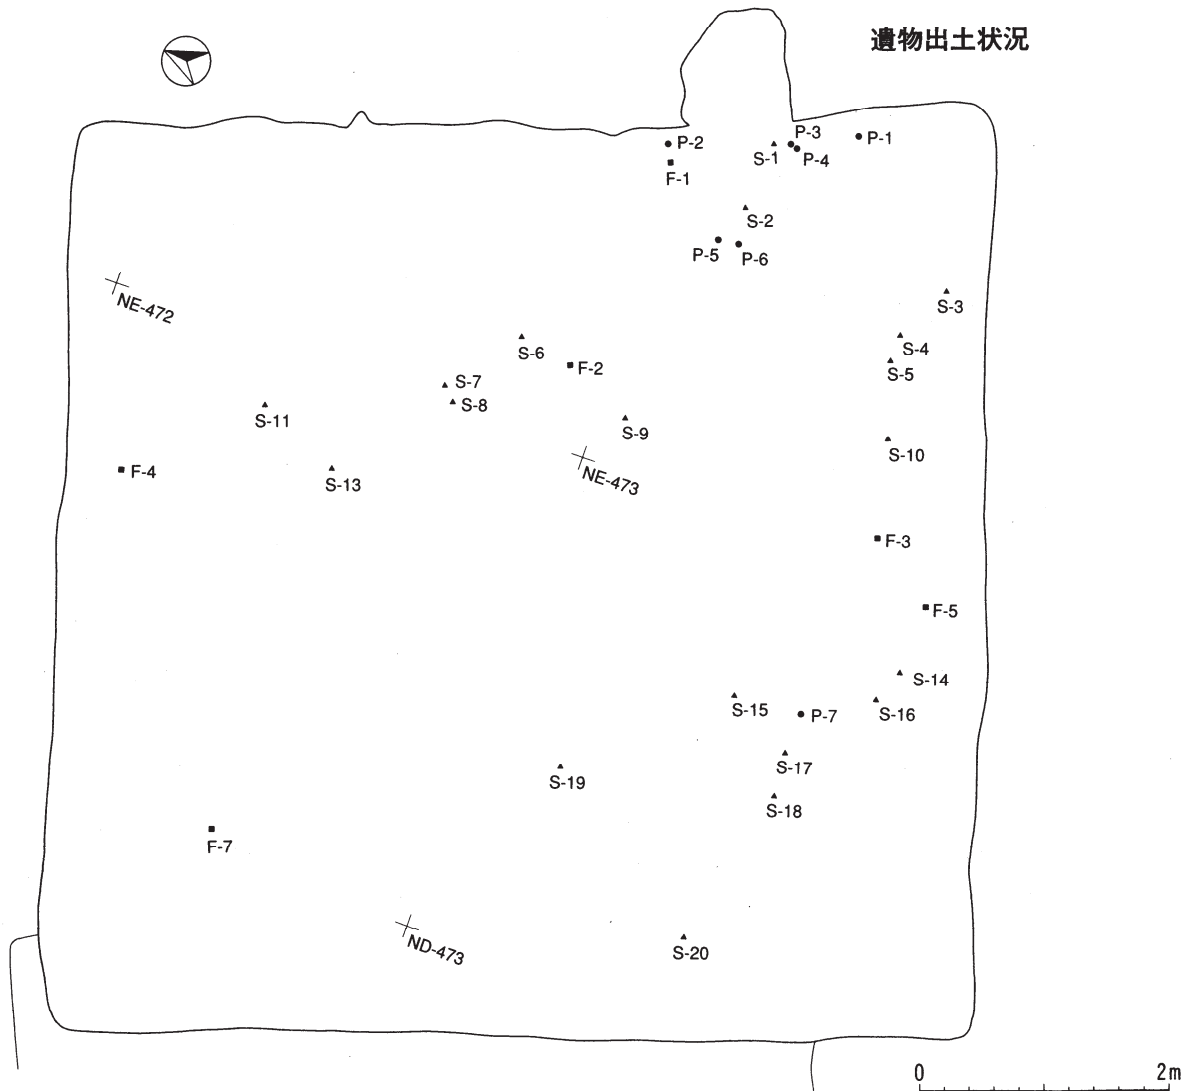 遺物出土状況
P-3
P-1
P-2
S-1
P-4
F-1
S-2
P-5
P-6
NE-472
S-3
S-6
S-4
F-2
S-5
S-7
S-8
S-11
S-9
S-10
F-4
S-13
NE-473
F-3
F-5
S-14
S-15
P-7
S-16
S-17
S-19
S-18
F-7
ND-473
S-20
0 2m